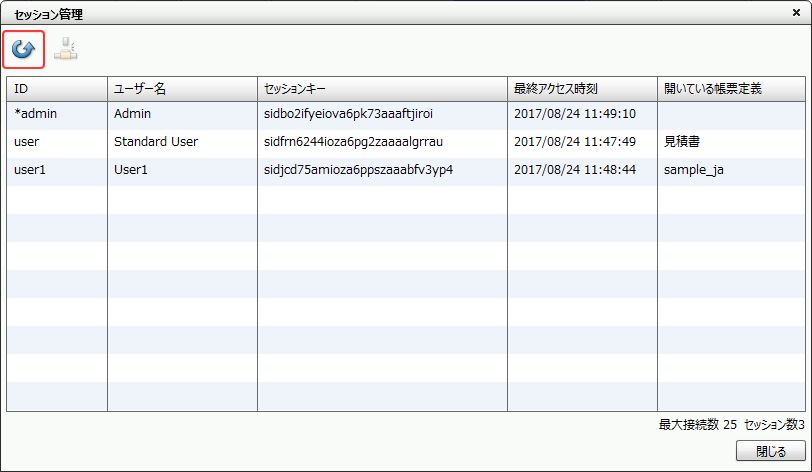 セッション管理
ID ユーザー名 セッションキー 最終アクセス時刻 開いている帳票定義
*admin Admin sidbo2ifyeiova6pk73aaaftjiroi 2017/08/24 11:49:10
user Standard User sidfrn6244ioza6pg2zaaaalgrrau 2017/08/24 11:47:49 見積書
user1 User1 sidjcd75amioza6ppszaaabfv3yp4 2017/08/24 11:48:44 sample_ja
最大接続数 25 セッション数3
閉じる